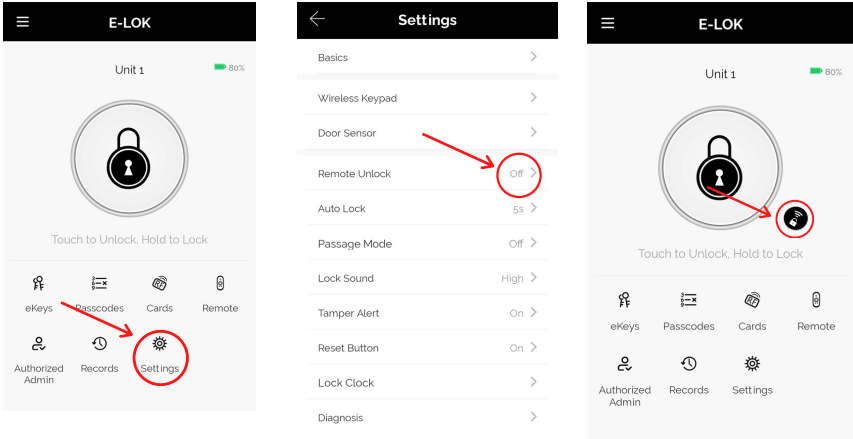 E-LOK
Unit 1
80%
Touch to Unlock, Hold to Lock
eKeys Passcodes Cards Remote
Authorized Admin Records Settings
Settings
Basics
Wireless Keypad
Door Sensor
Remote Unlock Off
Auto Lock 5s
Passage Mode Off
Lock Sound High
Tamper Alert On
Reset Button On
Lock Clock
Diagnosis
E-LOK
Unit 1
80%
Touch to Unlock, Hold to Lock
eKeys Passcodes Cards Remote
Authorized Admin Records Settings